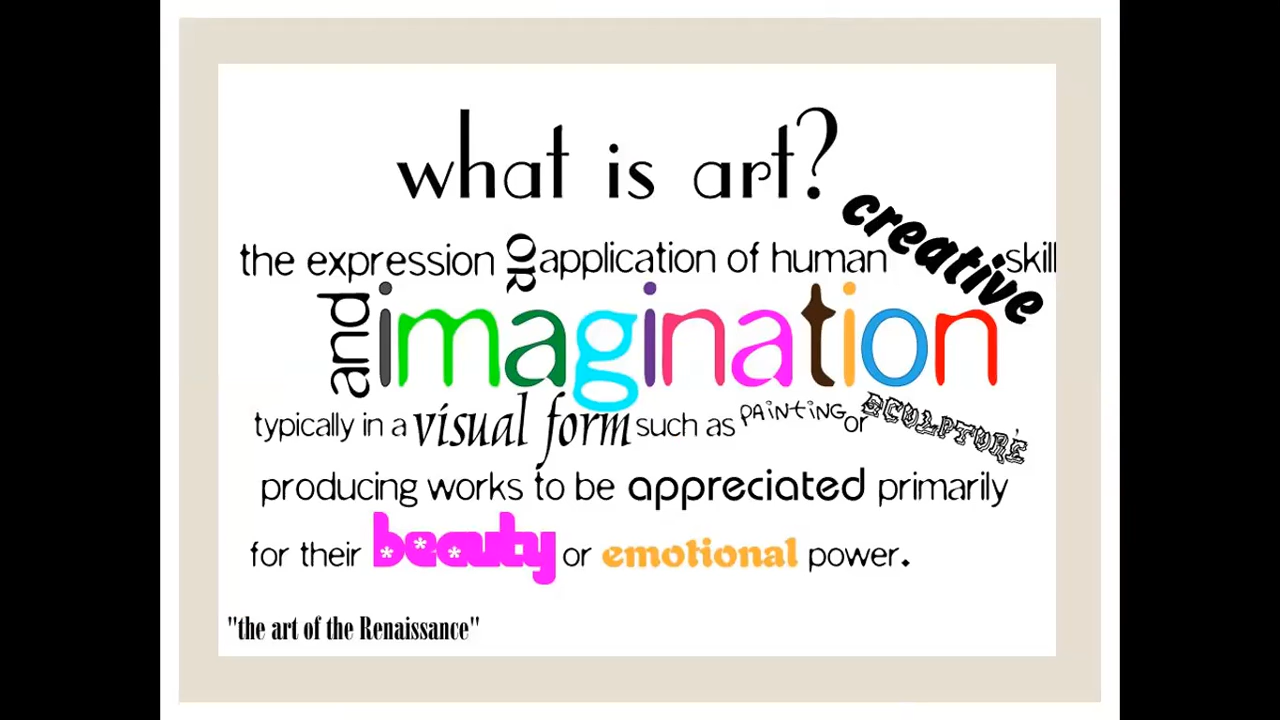 what is art?
the expression OR application of human creative skill
and imagination
typically in a visual form such as PAiNtiNG or SCULPTURE
producing works to be appreciated primarily
for their beauty or emotional power.
"the art of the Renaissance"